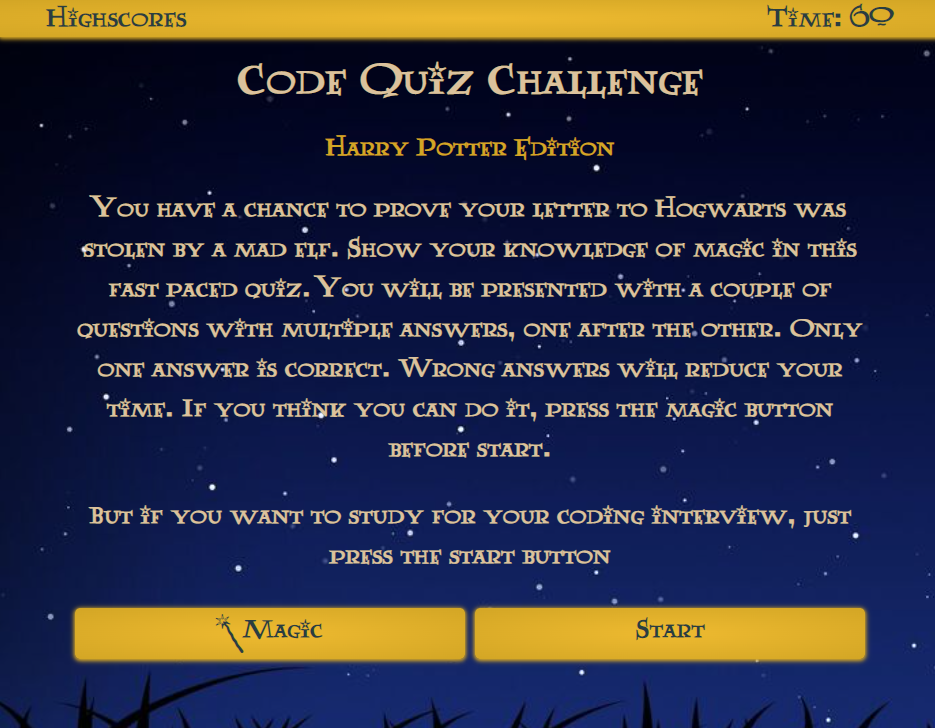 Highscores
Time: 60
Code Quiz Challenge
Harry Potter Edition
You have a chance to prove your letter to Hogwarts was
stolen by a mad elf. Show your knowledge of magic in this
fast paced quiz. You will be presented with a couple of
questions with multiple answers, one after the other. Only
one answer is correct. Wrong answers will reduce your
time. If you think you can do it, press the magic button
before start.
But if you want to study for your coding interview, just
press the start button
Magic
Start